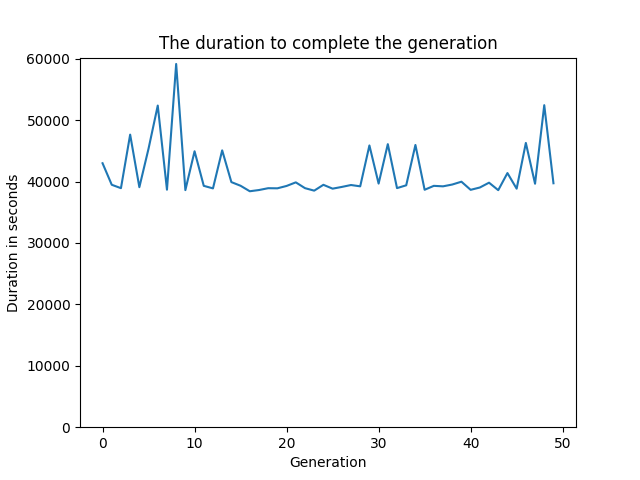 The duration to complete the generation
60000
50000
40000
30000
20000
10000
0
Duration in seconds
0 10 20 30 40 50
Generation